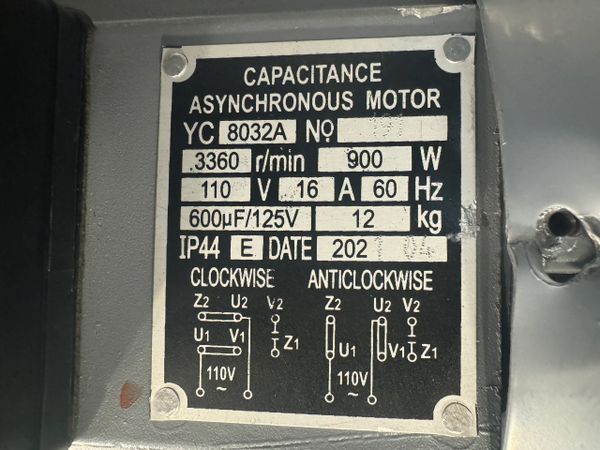 CAPACITANCE
ASYNCHRONOUS MOTOR
YC 8032A No
3360 r/min 900 W
110 V 16 A 60 Hz
600μF/125V 12 kg
IP44 E DATE 202
CLOCKWISE ANTICLOCKWISE
Z2 U2 V2 Z2 U2 V2
U1 V1 Z1 U1 V1 Z1
110V 110V
~ ~